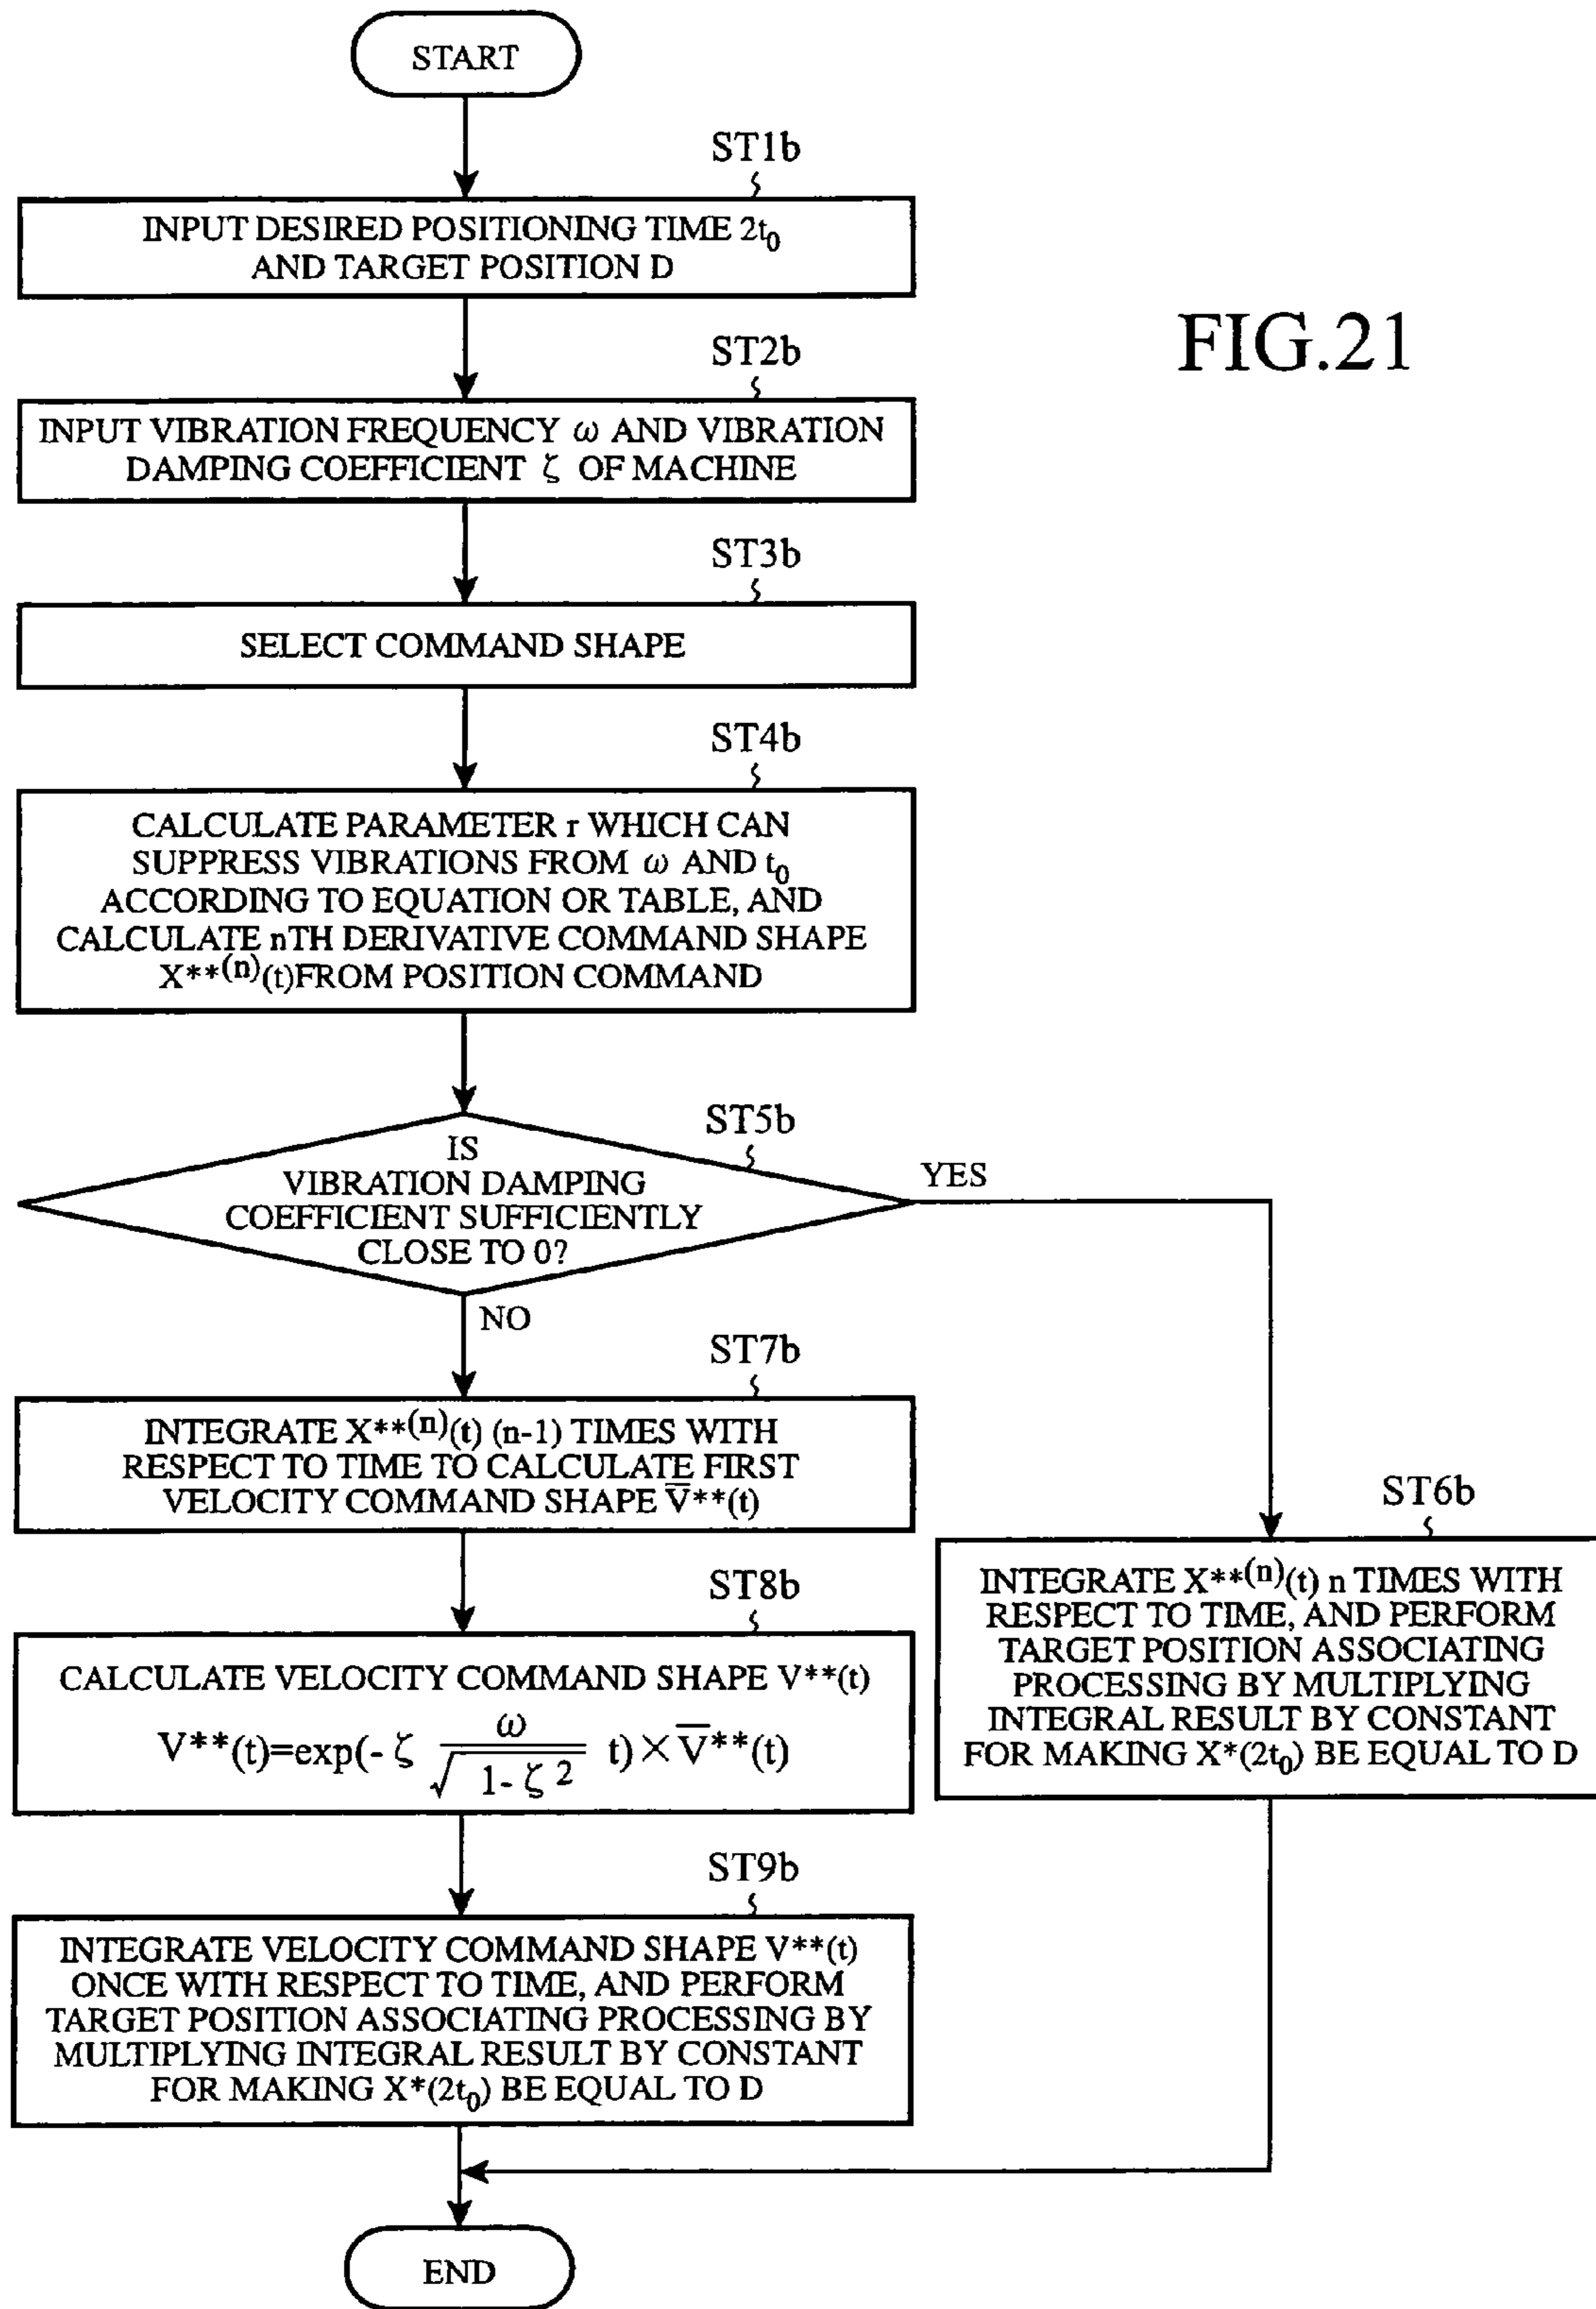 START
ST1b
INPUT DESIRED POSITIONING TIME 2t₀
AND TARGET POSITION D
FIG.21
ST2b
INPUT VIBRATION FREQUENCY ω AND VIBRATION
DAMPING COEFFICIENT ζ OF MACHINE
ST3b
SELECT COMMAND SHAPE
ST4b
CALCULATE PARAMETER r WHICH CAN
SUPPRESS VIBRATIONS FROM ω AND t₀
ACCORDING TO EQUATION OR TABLE, AND
CALCULATE nTH DERIVATIVE COMMAND SHAPE
X**⁽ⁿ⁾(t)FROM POSITION COMMAND
ST5b
IS
VIBRATION DAMPING
COEFFICIENT SUFFICIENTLY
CLOSE TO 0?
YES
NO
ST7b
INTEGRATE X**⁽ⁿ⁾(t) (n-1) TIMES WITH
RESPECT TO TIME TO CALCULATE FIRST
VELOCITY COMMAND SHAPE V̅**(t)
ST6b
INTEGRATE X**⁽ⁿ⁾(t) n TIMES WITH
RESPECT TO TIME, AND PERFORM
TARGET POSITION ASSOCIATING
PROCESSING BY MULTIPLYING
INTEGRAL RESULT BY CONSTANT
FOR MAKING X*(2t₀) BE EQUAL TO D
ST8b
CALCULATE VELOCITY COMMAND SHAPE V**(t)
V**(t)=exp(-ζ ω/√(1-ζ²) t)×V̅**(t)
ST9b
INTEGRATE VELOCITY COMMAND SHAPE V**(t)
ONCE WITH RESPECT TO TIME, AND PERFORM
TARGET POSITION ASSOCIATING PROCESSING BY
MULTIPLYING INTEGRAL RESULT BY CONSTANT
FOR MAKING X*(2t₀) BE EQUAL TO D
END